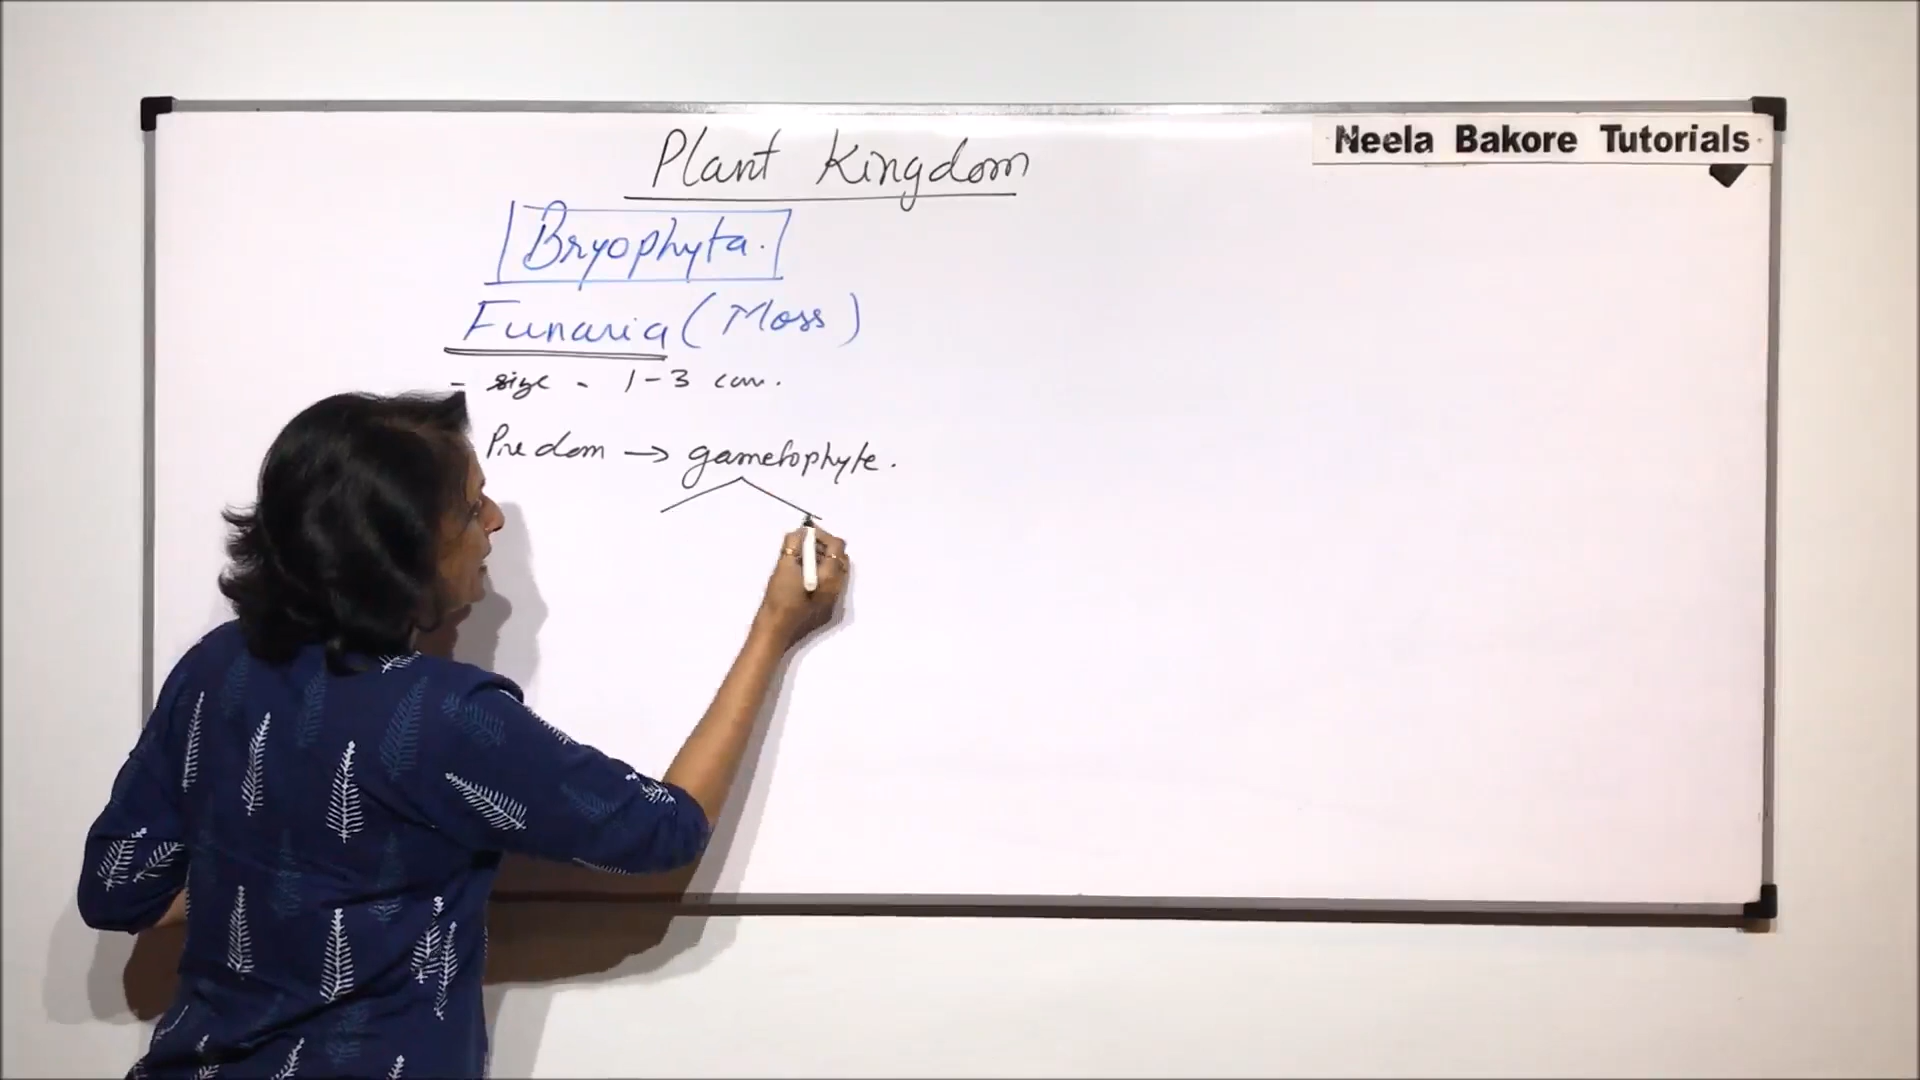 Plant Kingdom
Neela Bakore Tutorials
Bryophyta.
Funaria (Moss)
- size - 1-3 cm.
Predom → gametophyte.